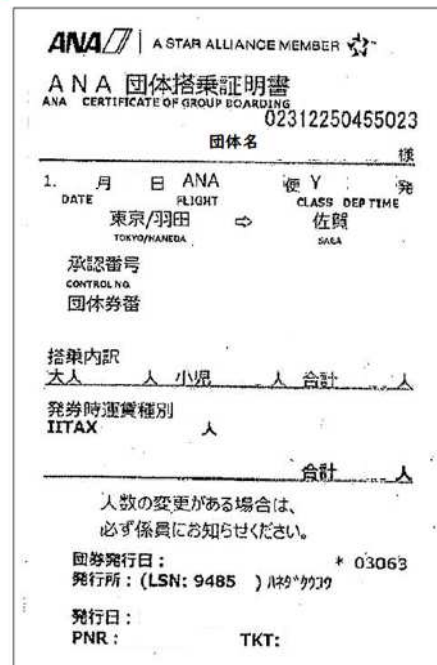 ANA A STAR ALLIANCE MEMBER
ANA 団体搭乗証明書
ANA CERTIFICATE OF GROUP BOARDING
02312250455023
団体名
様
1. 月 日 ANA 便 Y : 発
DATE FLIGHT CLASS DEP TIME
東京/羽田 ⇨ 佐賀
TOKYO/HANEDA SAGA
承認番号
CONTROL NO.
団体券番
搭乗内訳
大人 人 小児 人 合計 人
発券時運賃種別
IITAX 人
合計 人
人数の変更がある場合は、
必ず係員にお知らせください。
団券発行日: * 03063
発行所:(LSN: 9485 ) ハネダクウコウ
発行日:
PNR: TKT: